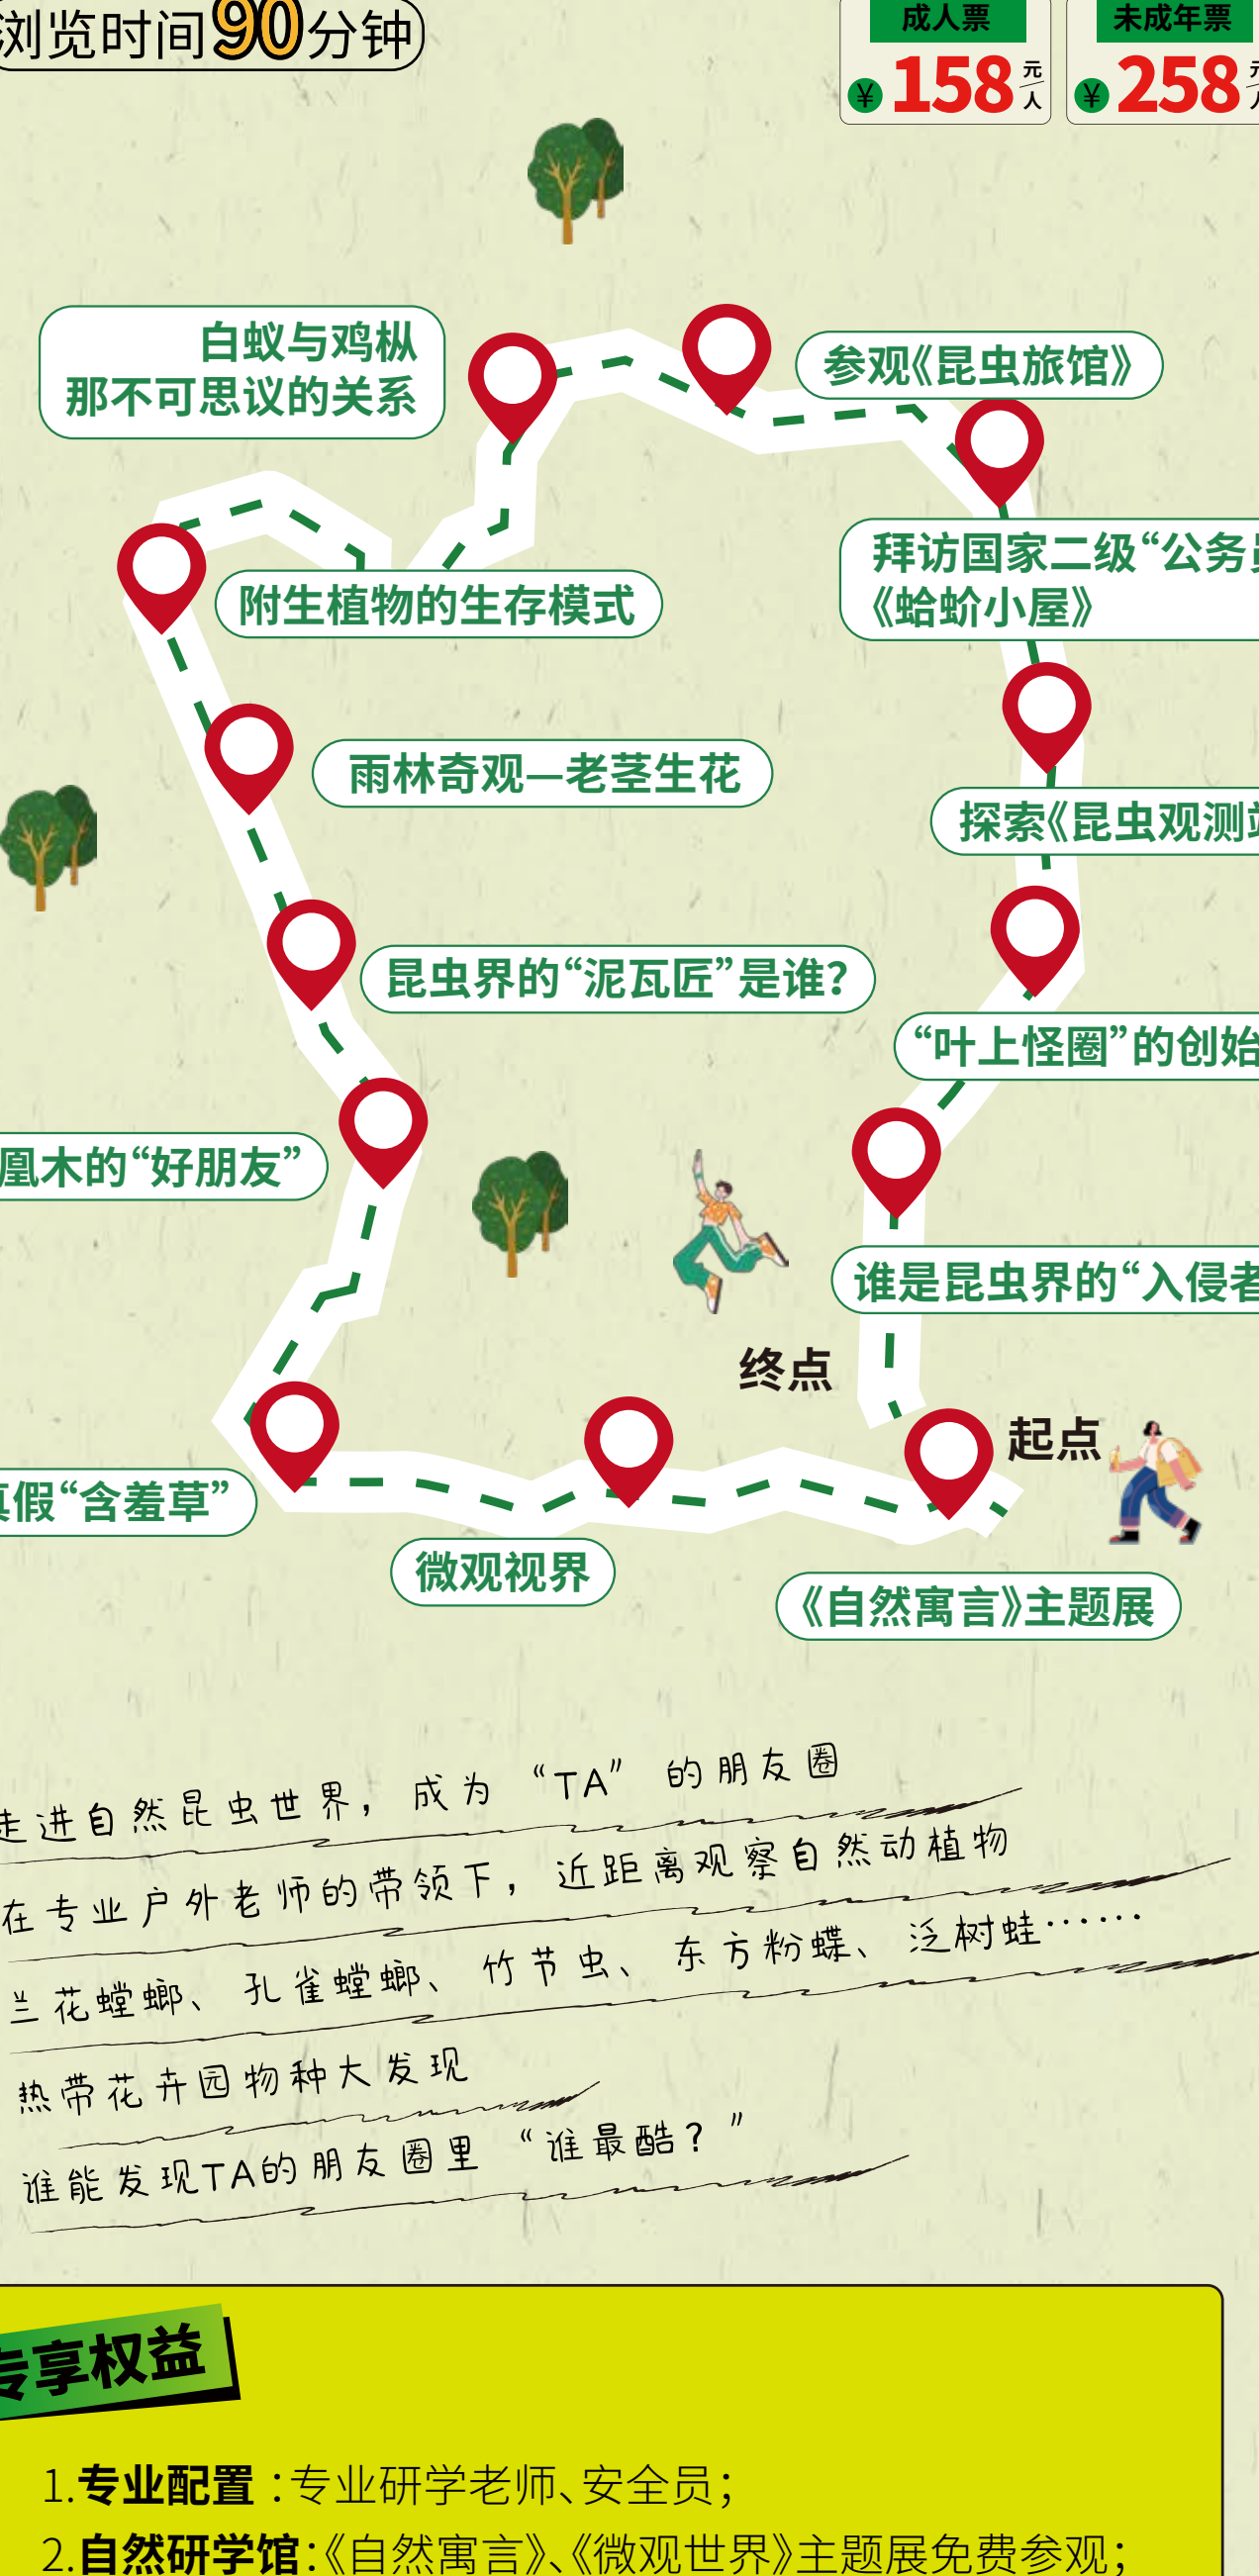 浏览时间90分钟
成人票
¥158元/人
未成年票
¥258
白蚁与鸡枞
那不可思议的关系
参观《昆虫旅馆》
拜访国家二级“公务
《蛤蚧小屋》
附生植物的生存模式
雨林奇观—老茎生花
探索《昆虫观测
昆虫界的“泥瓦匠”是谁?
“叶上怪圈”的创始
凰木的“好朋友”
谁是昆虫界的“入侵者
终点
起点
真假“含羞草”
微观视界
《自然寓言》主题展
走进自然昆虫世界，成为“TA”的朋友圈
在专业户外老师的带领下，近距离观察自然动植物
兰花螳螂、孔雀螳螂、竹节虫、东方粉蝶、泛树蛙……
热带花卉园物种大发现
谁能发现TA的朋友圈里“谁最酷？”
专享权益
1.专业配置：专业研学老师、安全员；
2.自然研学馆：《自然寓言》、《微观世界》主题展免费参观；